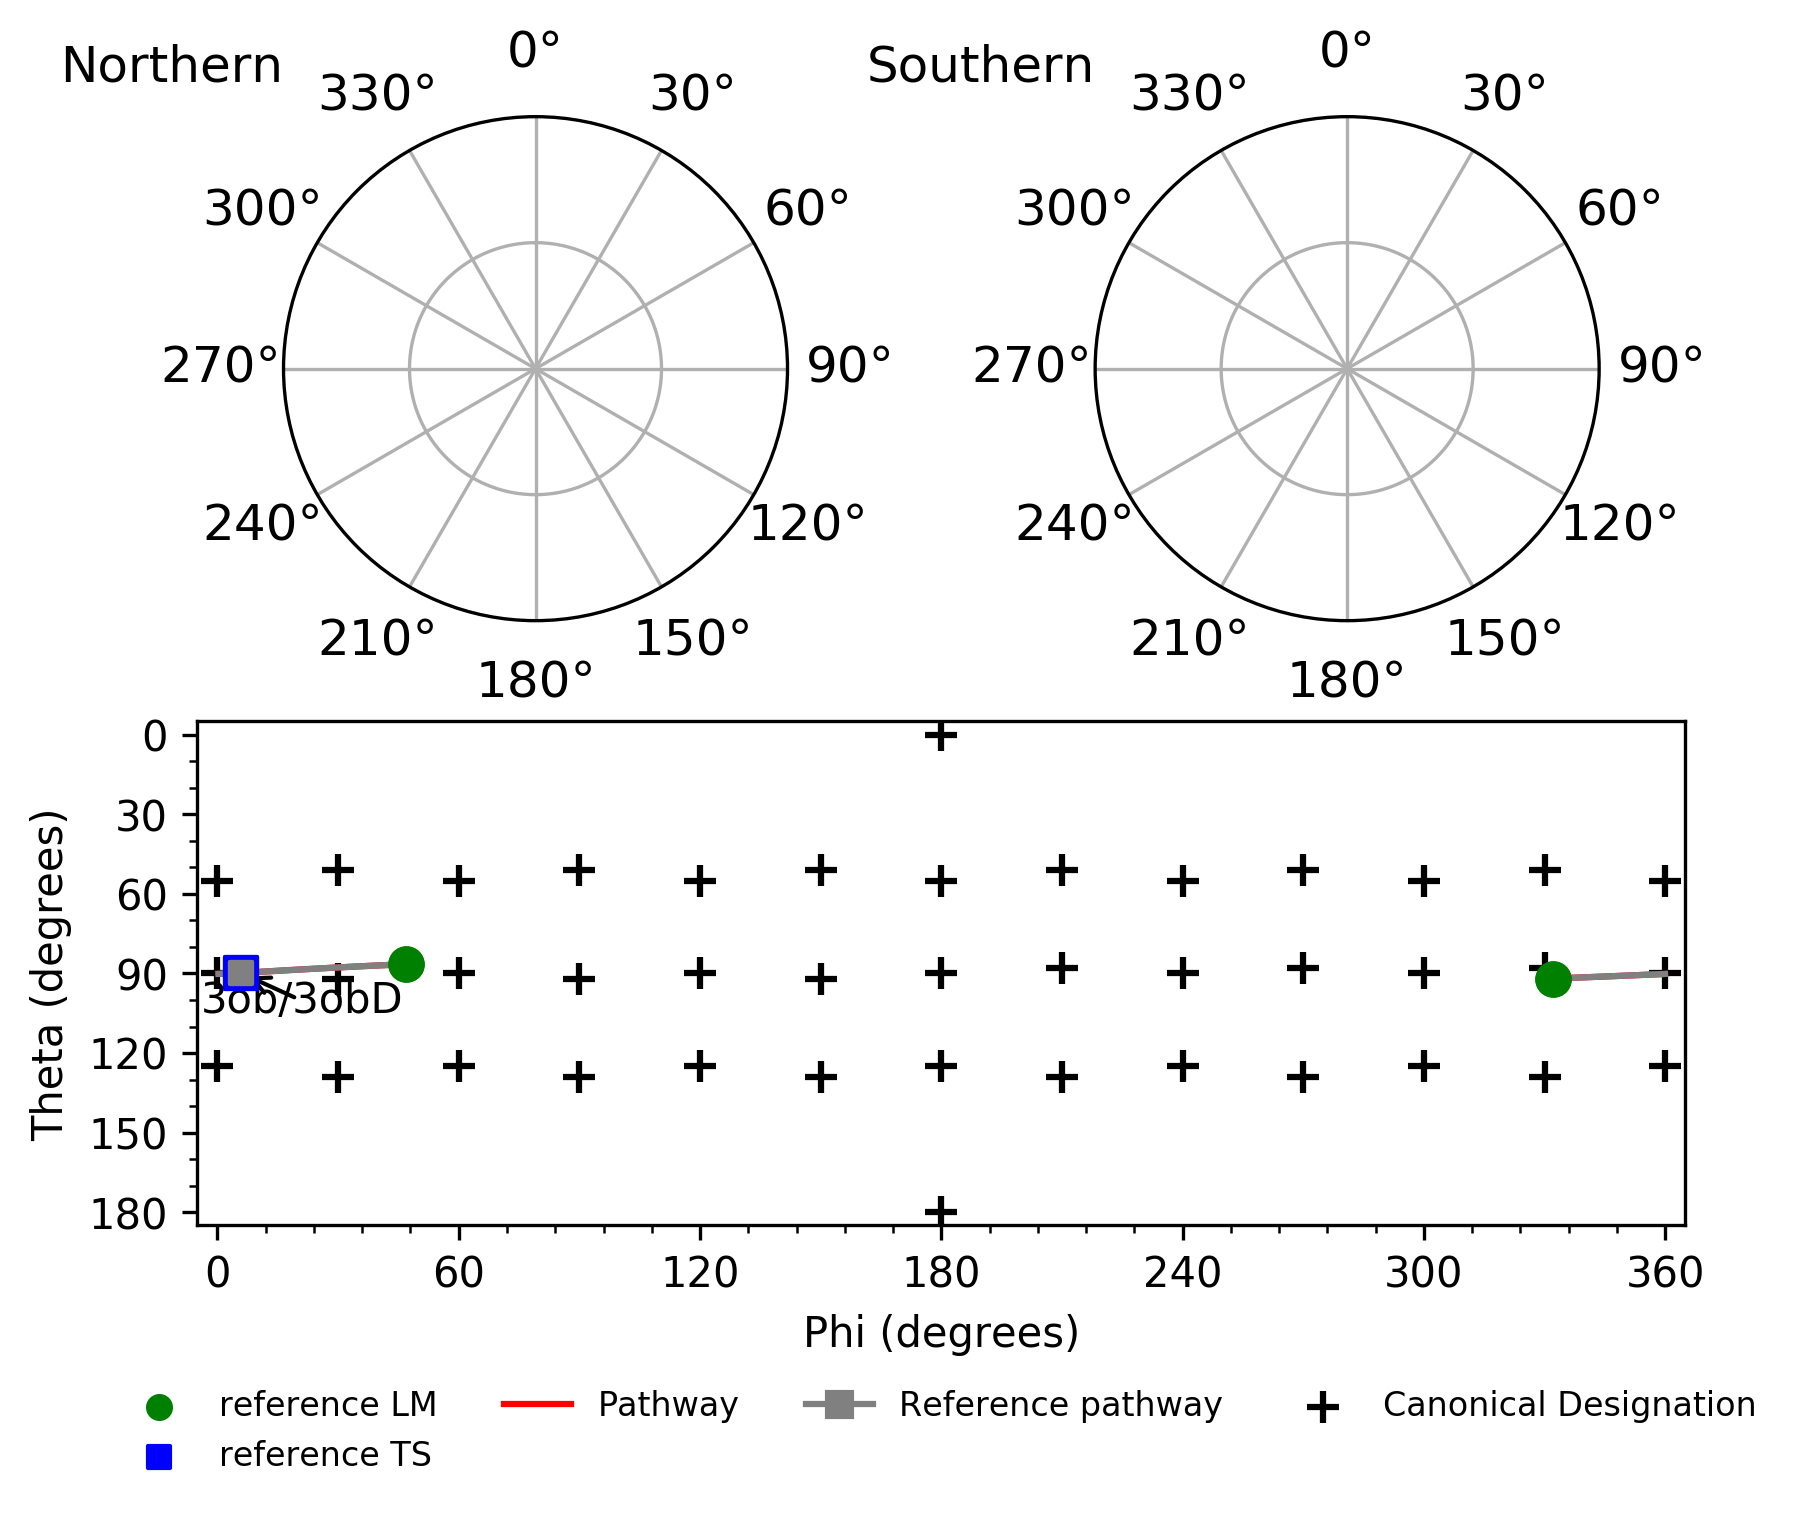 Northern
0°
30°
60°
90°
120°
150°
180°
210°
240°
270°
300°
330°
Southern
0°
30°
60°
90°
120°
150°
180°
210°
240°
270°
300°
330°
Theta (degrees)
0
30
60
90
120
150
180
3ob/3obD
0 60 120 180 240 300 360
Phi (degrees)
reference LM
reference TS
Pathway
Reference pathway
Canonical Designation